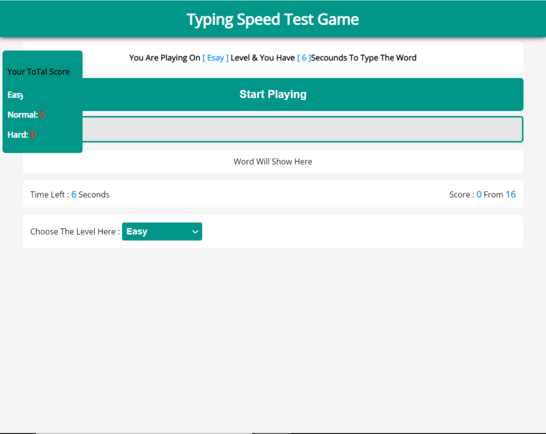 Typing Speed Test Game
You Are Playing On [ Esay ] Level & You Have [ 6 ]Secounds To Type The Word
Your ToTal Score
Start Playing
Easy
Normal:
Hard:
Word Will Show Here
Time Left : 6 Seconds Score : 0 From 16
Choose The Level Here : Easy